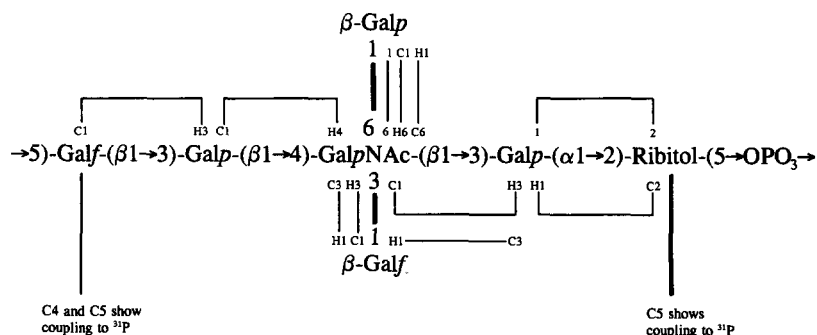 β-Galp
1 1 C1 H1
C1 H3 C1 H4 6 6 H6 C6 1 2
→5)-Galf-(β1→3)-Galp-(β1→4)-GalpNAc-(β1→3)-Galp-(α1→2)-Ribitol-(5→OPO₃→
C3 H3 3 C1 H3 H1 C2
H1 C1 1 H1 C3
β-Galf
C4 and C5 show
coupling to ³¹P
C5 shows
coupling to ³¹P